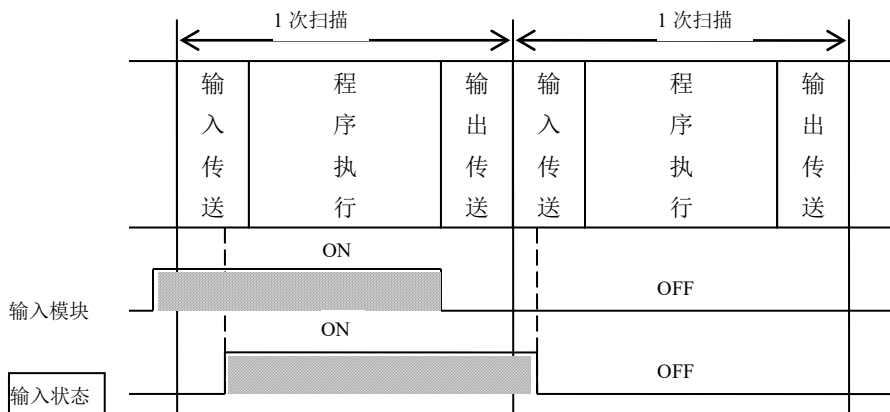 1 次扫描
1 次扫描
输入传送
程序执行
输出传送
输入传送
程序执行
输出传送
ON
输入模块
OFF
ON
输入状态
OFF